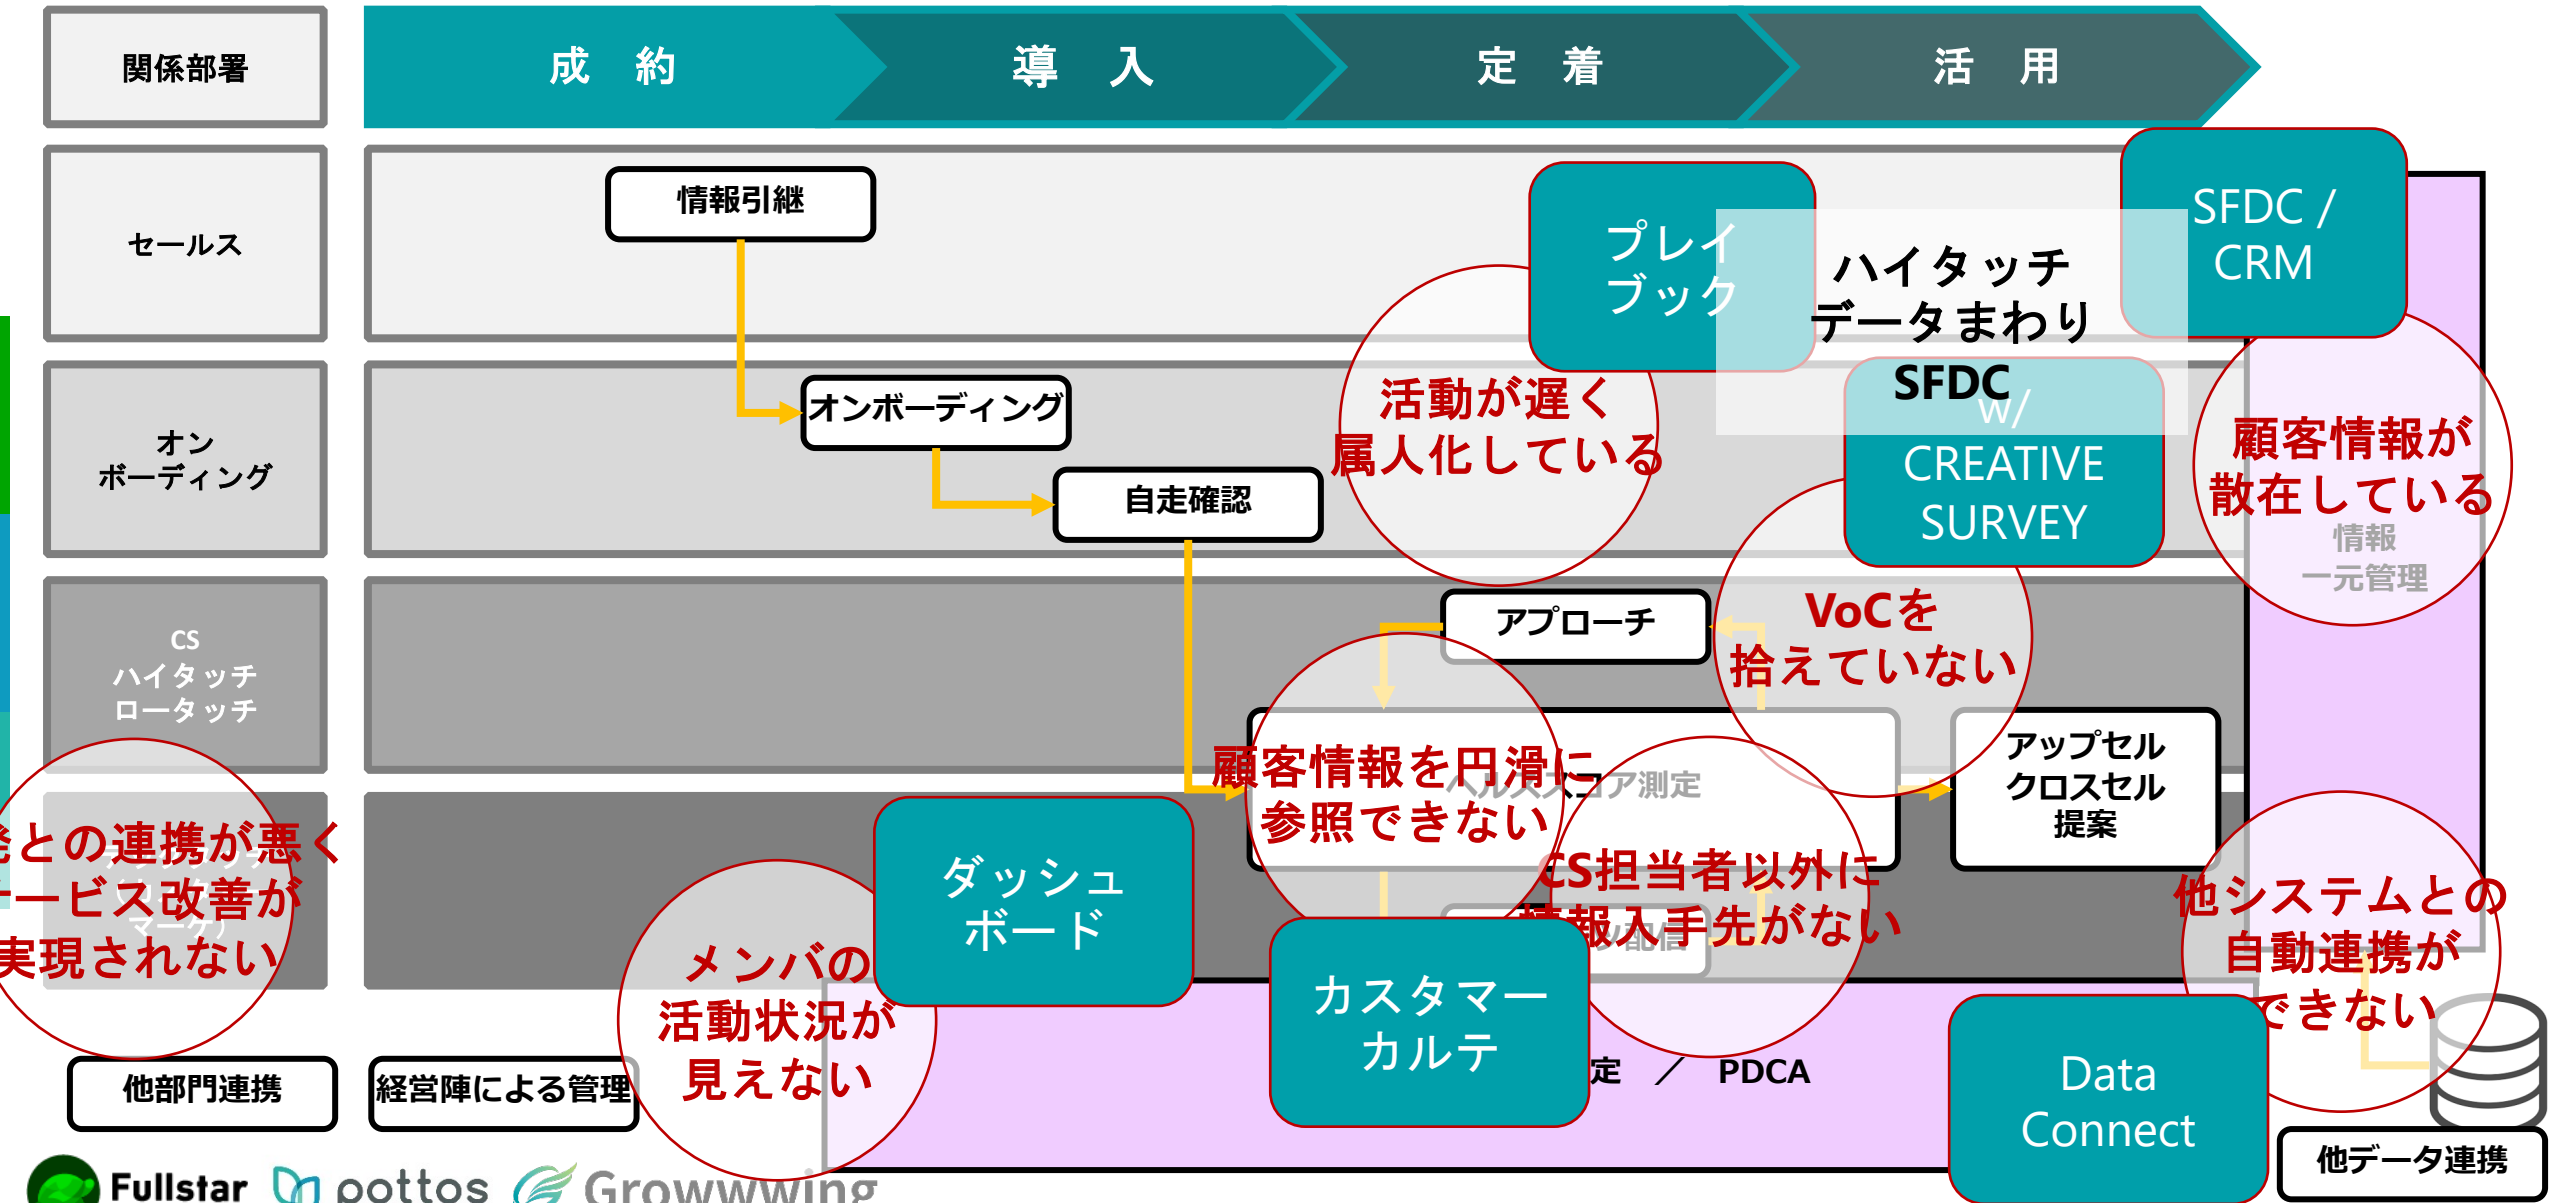 関係部署
成 約
導 入
定 着
活 用
セールス
情報引継
プレイ
ブック
ハイタッチ
データまわり
SFDC
SFDC /
CRM
オン
ボーディング
オンボーディング
自走確認
活動が遅く
属人化している
w/
CREATIVE
SURVEY
顧客情報が
散在している
情報
一元管理
CS
ハイタッチ
ロータッチ
アプローチ
VoCを
拾えていない
顧客情報を円滑に
参照できない
ヘルススコア測定
アップセル
クロスセル
提案
との連携が悪く
ービス改善が
実現されない
マーケ）
ダッシュ
ボード
CS担当者以外に
情報入手先がない
配信
他システムとの
自動連携が
できない
メンバの
活動状況が
見えない
カスタマー
カルテ
定 ／ PDCA
Data
Connect
他部門連携
経営陣による管理
他データ連携
Fullstar
pottos
Growwwing